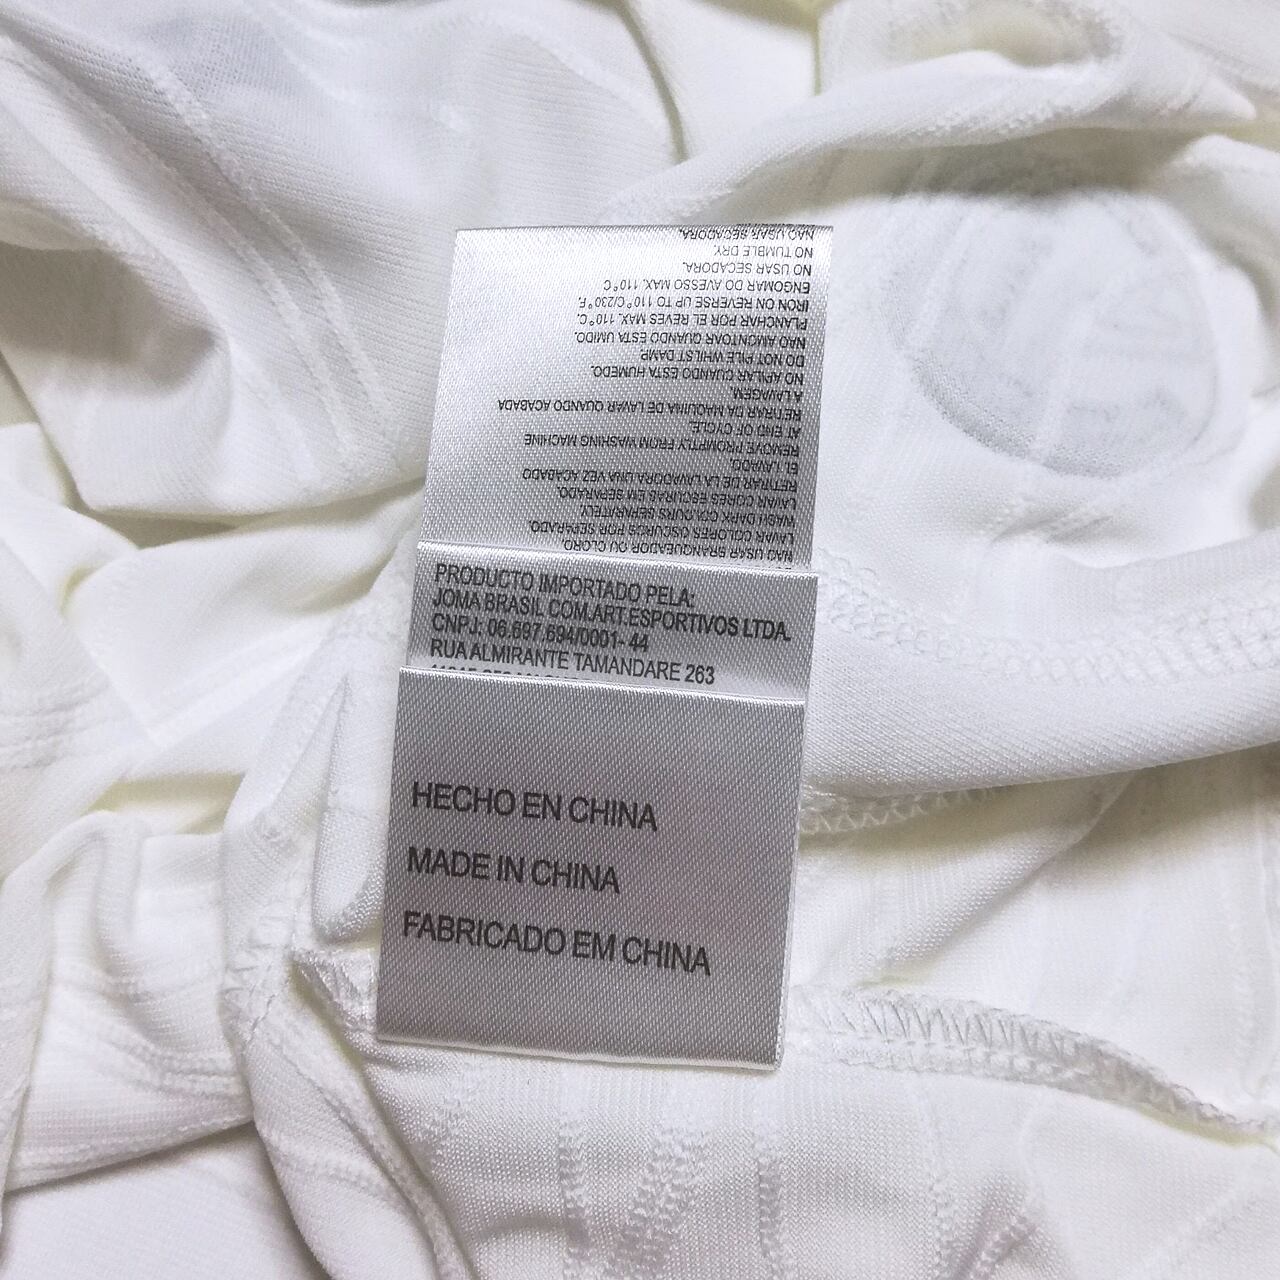 NAO USAR SECADORA.
NO TUMBLE DRY.
NO USAR SECADORA.
ENGOMAR DO AVESSO MAX. 110°C
IRON ON REVERSE UP TO 110°C/230°F.
PLANCHAR POR EL REVES MAX. 110°C.
NAO AMONTOAR QUANDO ESTA UMIDO.
DO NOT PILE WHILST DAMP.
NO APILAR CUANDO ESTA HUMEDO.
A LAVAGEM.
RETIRAR DA MAQUINA DE LAVAR QUANDO ACABADA
AT END OF CYCLE.
REMOVE PROMPTLY FROM WASHING MACHINE
EL LAVADO.
RETIRAR DE LA LAVADORA UNA VEZ ACABADO
LAVAR CORES ESCURAS EM SEPARADO.
WASH DARK COLOURS SEPARATELY.
LAVAR COLORES OSCUROS POR SEPARADO.
NAO USAR BRANQUEADOR OU CLORO.
PRODUCTO IMPORTADO PELA:
JOMA BRASIL COM.ART.ESPORTIVOS LTDA.
CNPJ: 06.697.694/0001- 44
RUA ALMIRANTE TAMANDARE 263
HECHO EN CHINA
MADE IN CHINA
FABRICADO EM CHINA